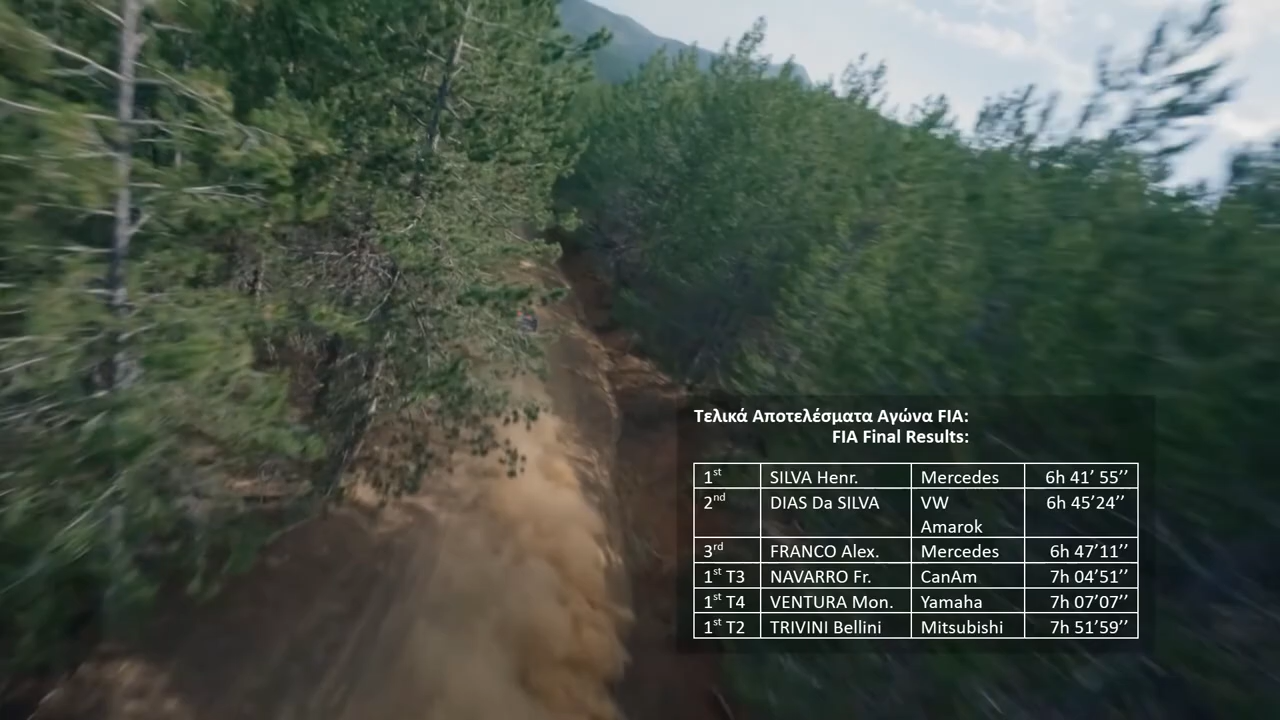 Τελικά Αποτελέσματα Αγώνα FIA:
FIA Final Results:
1st SILVA Henr. Mercedes 6h 41’ 55’’
2nd DIAS Da SILVA VW Amarok 6h 45’24’’
3rd FRANCO Alex. Mercedes 6h 47’11’’
1st T3 NAVARRO Fr. CanAm 7h 04’51’’
1st T4 VENTURA Mon. Yamaha 7h 07’07’’
1st T2 TRIVINI Bellini Mitsubishi 7h 51’59’’